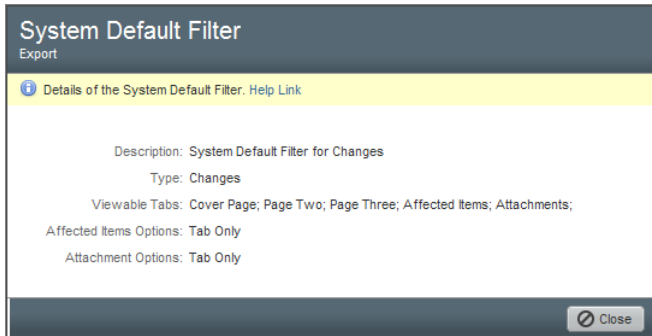 System Default Filter
Export
Details of the System Default Filter. Help Link
Description: System Default Filter for Changes
Type: Changes
Viewable Tabs: Cover Page; Page Two; Page Three; Affected Items; Attachments;
Affected Items Options: Tab Only
Attachment Options: Tab Only
Close